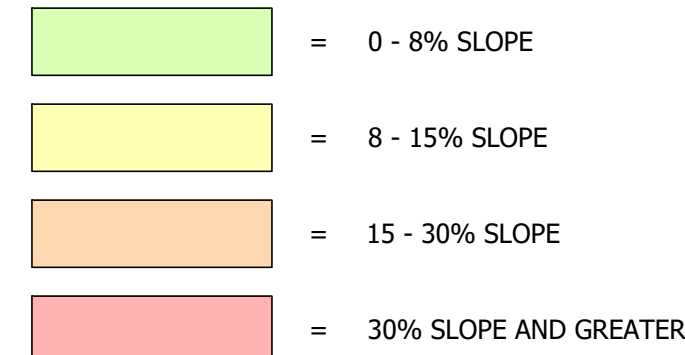 = 0 - 8% SLOPE
= 8 - 15% SLOPE
= 15 - 30% SLOPE
= 30% SLOPE AND GREATER